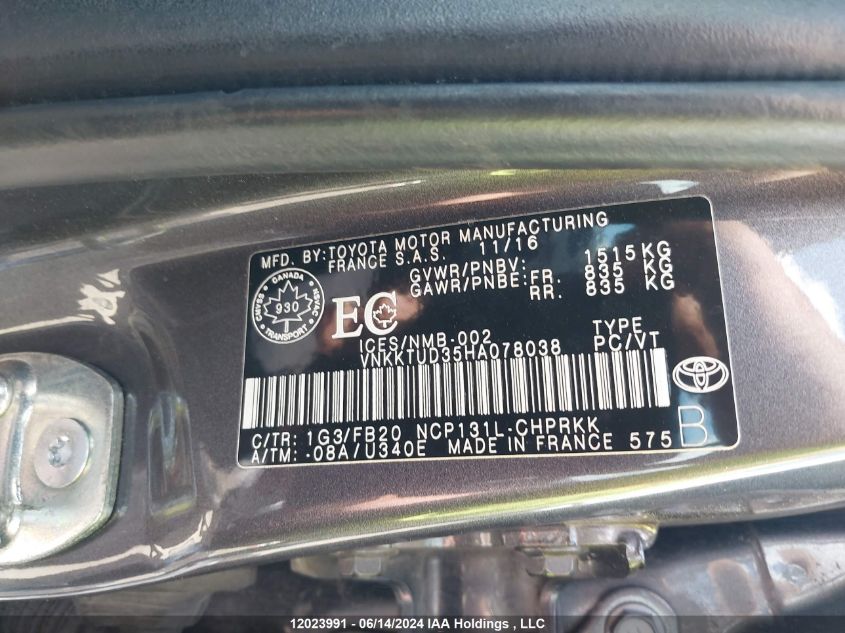 MFD. BY: TOYOTA MOTOR MANUFACTURING
FRANCE S.A.S. 11/16
GVWR/PNBV: 1515 KG
GAWR/PNBE: FR. 835 KG
RR. 835 KG
CANADA
CMVSS 930 NSVAC
TRANSPORT
EC
ICES/NMB-002
TYPE
VNKKTUD35HA078038 PC/VT
C/TR: 1G3/FB20 NCP131L-CHPRKK
A/TM: -08A/U340E MADE IN FRANCE 575 B
12023991 - 06/14/2024 IAA Holdings, LLC